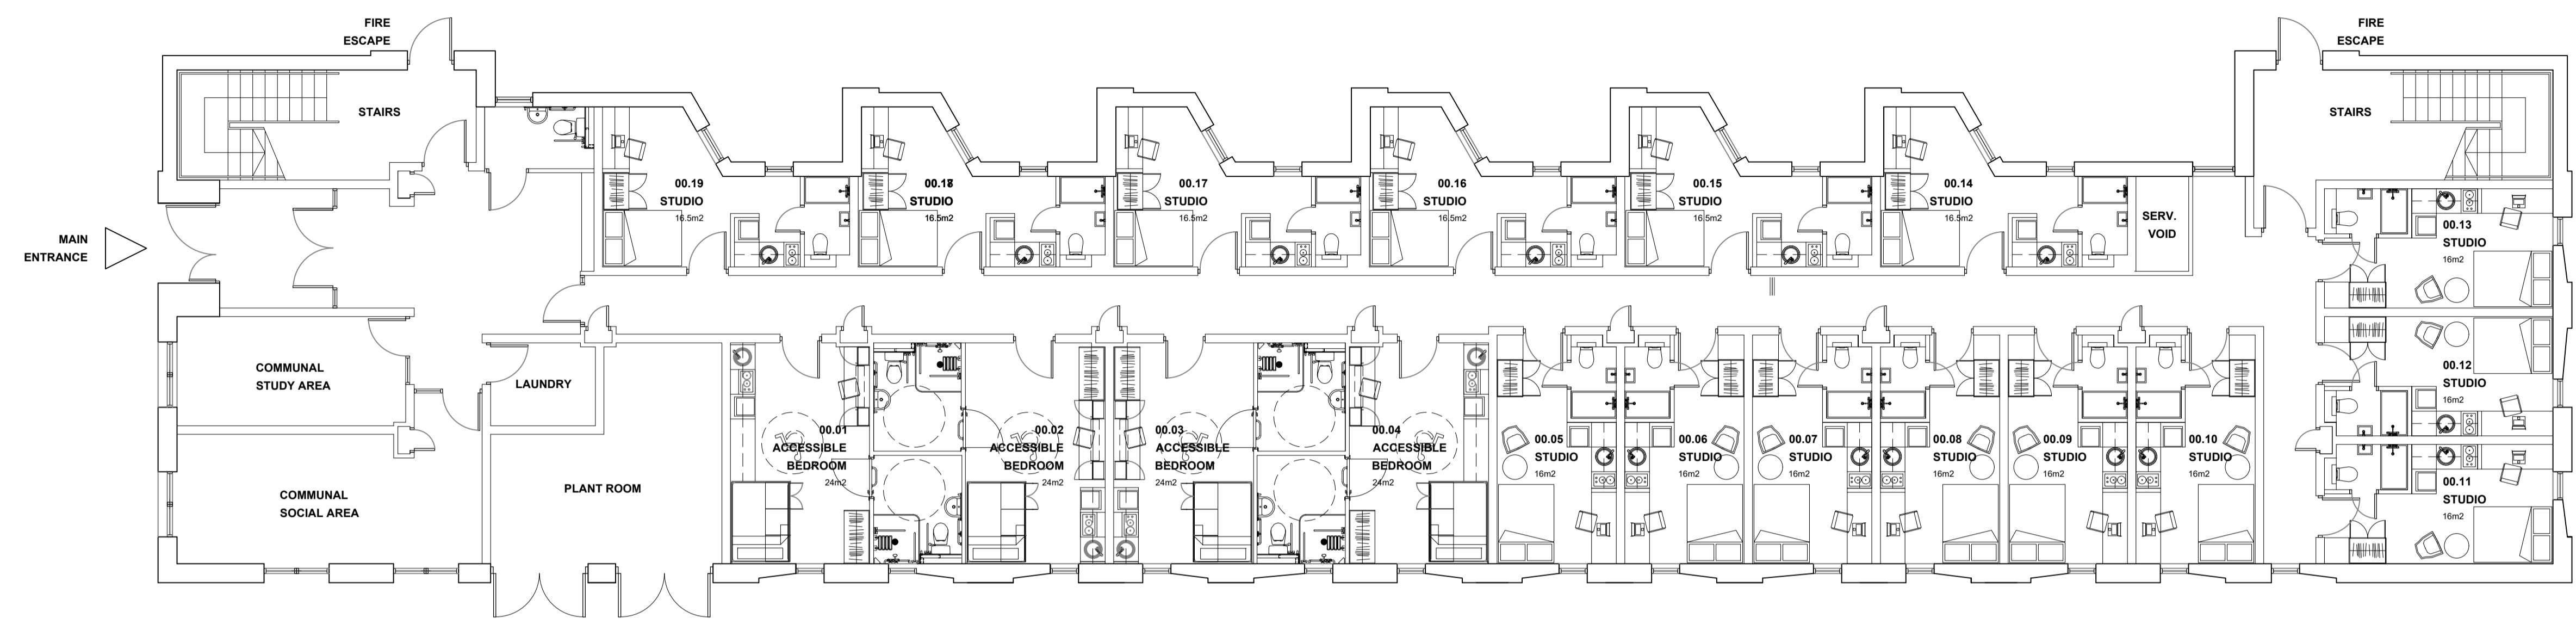 FIRE
ESCAPE
FIRE
ESCAPE
STAIRS
STAIRS
MAIN
ENTRANCE
00.19
STUDIO
16.5m2
00.18
STUDIO
16.5m2
00.17
STUDIO
16.5m2
00.16
STUDIO
16.5m2
00.15
STUDIO
16.5m2
00.14
STUDIO
16.5m2
SERV.
VOID
00.13
STUDIO
16m2
00.12
STUDIO
16m2
00.11
STUDIO
16m2
COMMUNAL
STUDY AREA
LAUNDRY
COMMUNAL
SOCIAL AREA
PLANT ROOM
00.01
ACCESSIBLE
BEDROOM
24m2
00.02
ACCESSIBLE
BEDROOM
24m2
00.03
ACCESSIBLE
BEDROOM
24m2
00.04
ACCESSIBLE
BEDROOM
24m2
00.05
STUDIO
16m2
00.06
STUDIO
16m2
00.07
STUDIO
16m2
00.08
STUDIO
16m2
00.09
STUDIO
16m2
00.10
STUDIO
16m2